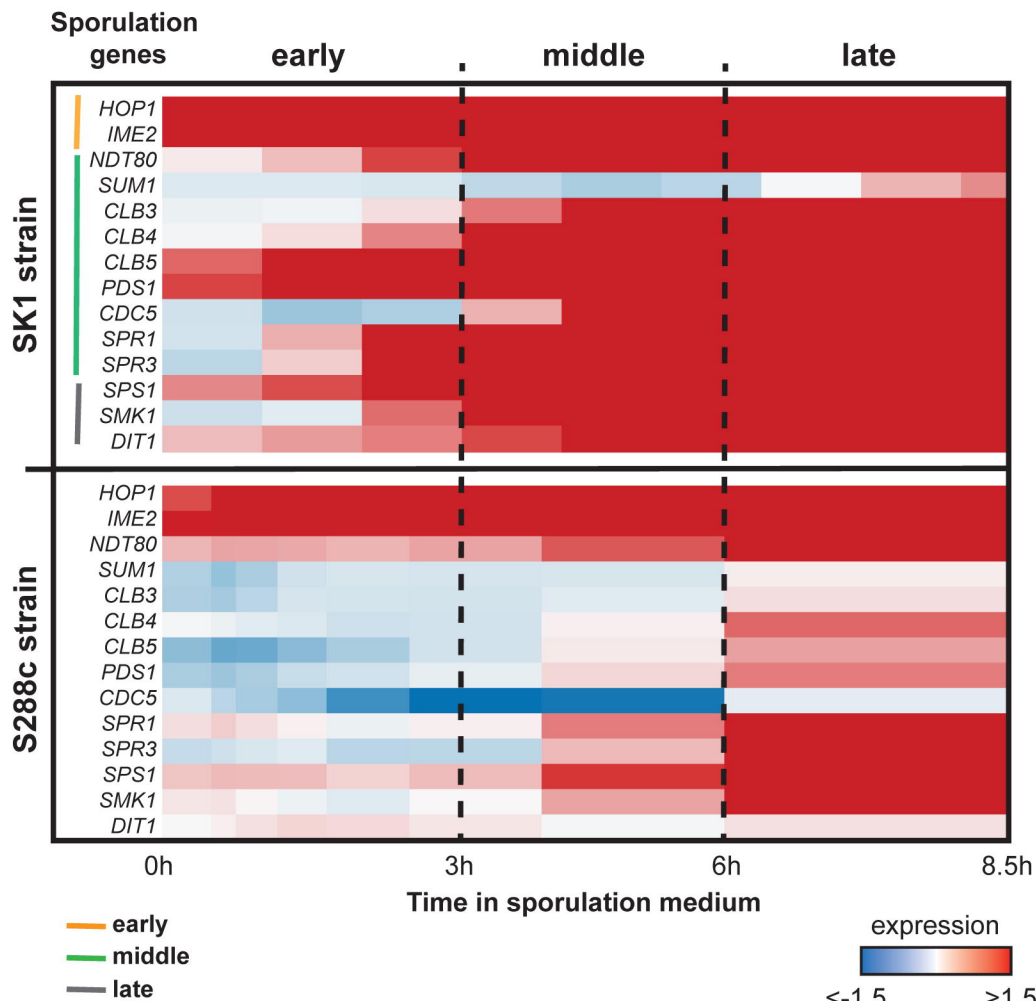 Sporulation
genes
early
middle
late
SK1 strain
HOP1
IME2
NDT80
SUM1
CLB3
CLB4
CLB5
PDS1
CDC5
SPR1
SPR3
SPS1
SMK1
DIT1
S288c strain
HOP1
IME2
NDT80
SUM1
CLB3
CLB4
CLB5
PDS1
CDC5
SPR1
SPR3
SPS1
SMK1
DIT1
0h 3h 6h 8.5h
Time in sporulation medium
early
middle
late
expression
<-1.5 >1.5